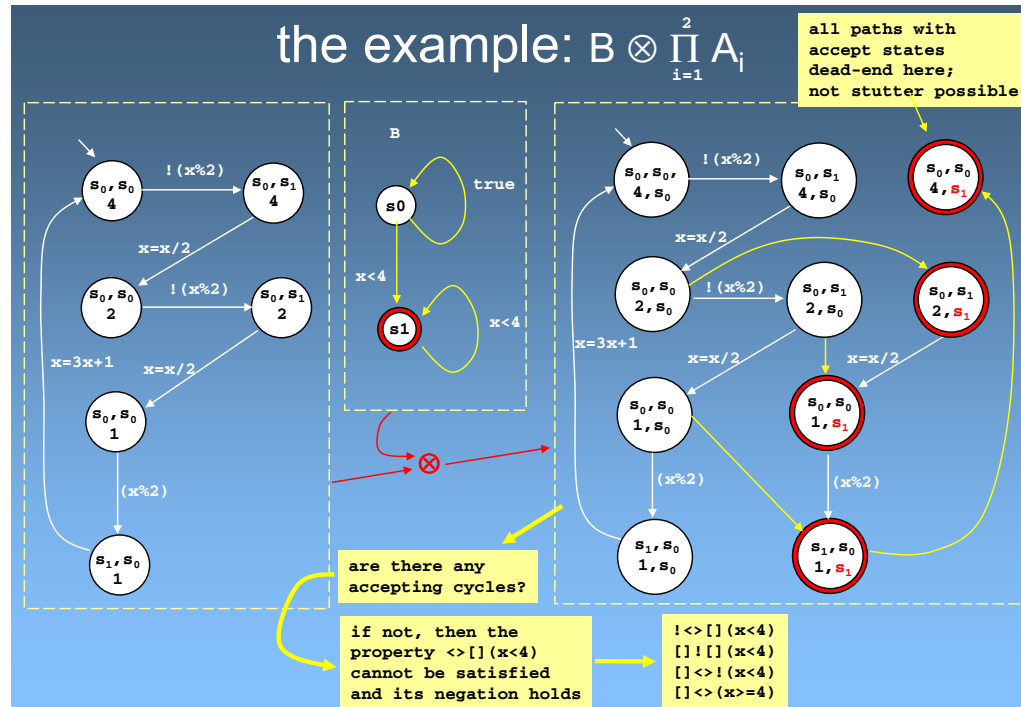 the example: B ⊗ 2 Π i=1 Aᵢ
all paths with
accept states
dead-end here;
not stutter possible
s₀,s₀
4
!(x%2)
s₀,s₁
4
x=x/2
s₀,s₀
2
!(x%2)
s₀,s₁
2
x=3x+1
x=x/2
s₀,s₀
1
(x%2)
s₁,s₀
1
B
s0
true
x<4
s1
x<4
⊗
s₀,s₀,
4,s₀
!(x%2)
s₀,s₁
4,s₀
s₀,s₀
4,s₁
x=x/2
s₀,s₀
2,s₀
!(x%2)
s₀,s₁
2,s₀
s₀,s₁
2,s₁
x=3x+1
x=x/2
x=x/2
s₀,s₀
1,s₀
s₀,s₀
1,s₁
(x%2)
(x%2)
s₁,s₀
1,s₀
s₁,s₀
1,s₁
are there any
accepting cycles?
if not, then the
property <>[](x<4)
cannot be satisfied
and its negation holds
!<>[](x<4)
[]![](x<4)
[]<>!(x<4)
[]<>(x>=4)